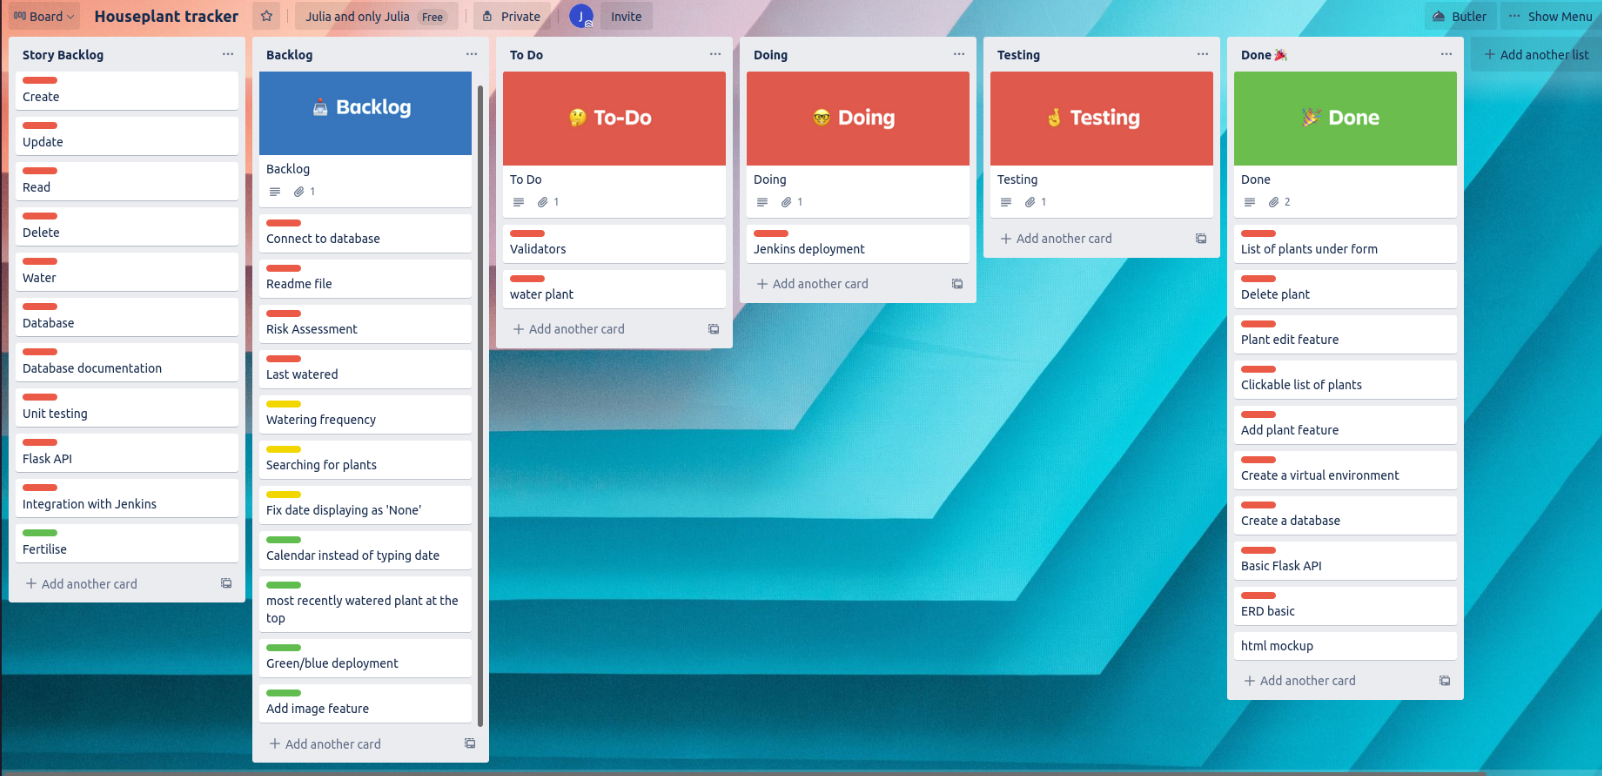 Board
Houseplant tracker
Julia and only Julia Free
Private
J
Invite
Butler
Show Menu
Story Backlog
Create
Update
Read
Delete
Water
Database
Database documentation
Unit testing
Flask API
Integration with Jenkins
Fertilise
+ Add another card
Backlog
Backlog
Backlog
1
Connect to database
Readme file
Risk Assessment
Last watered
Watering frequency
Searching for plants
Fix date displaying as 'None'
Calendar instead of typing date
most recently watered plant at the
top
Green/blue deployment
Add image feature
+ Add another card
To Do
🤔 To-Do
To Do
1
Validators
water plant
+ Add another card
Doing
🤓 Doing
Doing
1
Jenkins deployment
+ Add another card
Testing
🤞 Testing
Testing
1
+ Add another card
Done 🎉
🎉 Done
Done
2
List of plants under form
Delete plant
Plant edit feature
Clickable list of plants
Add plant feature
Create a virtual environment
Create a database
Basic Flask API
ERD basic
html mockup
+ Add another card
+ Add another list